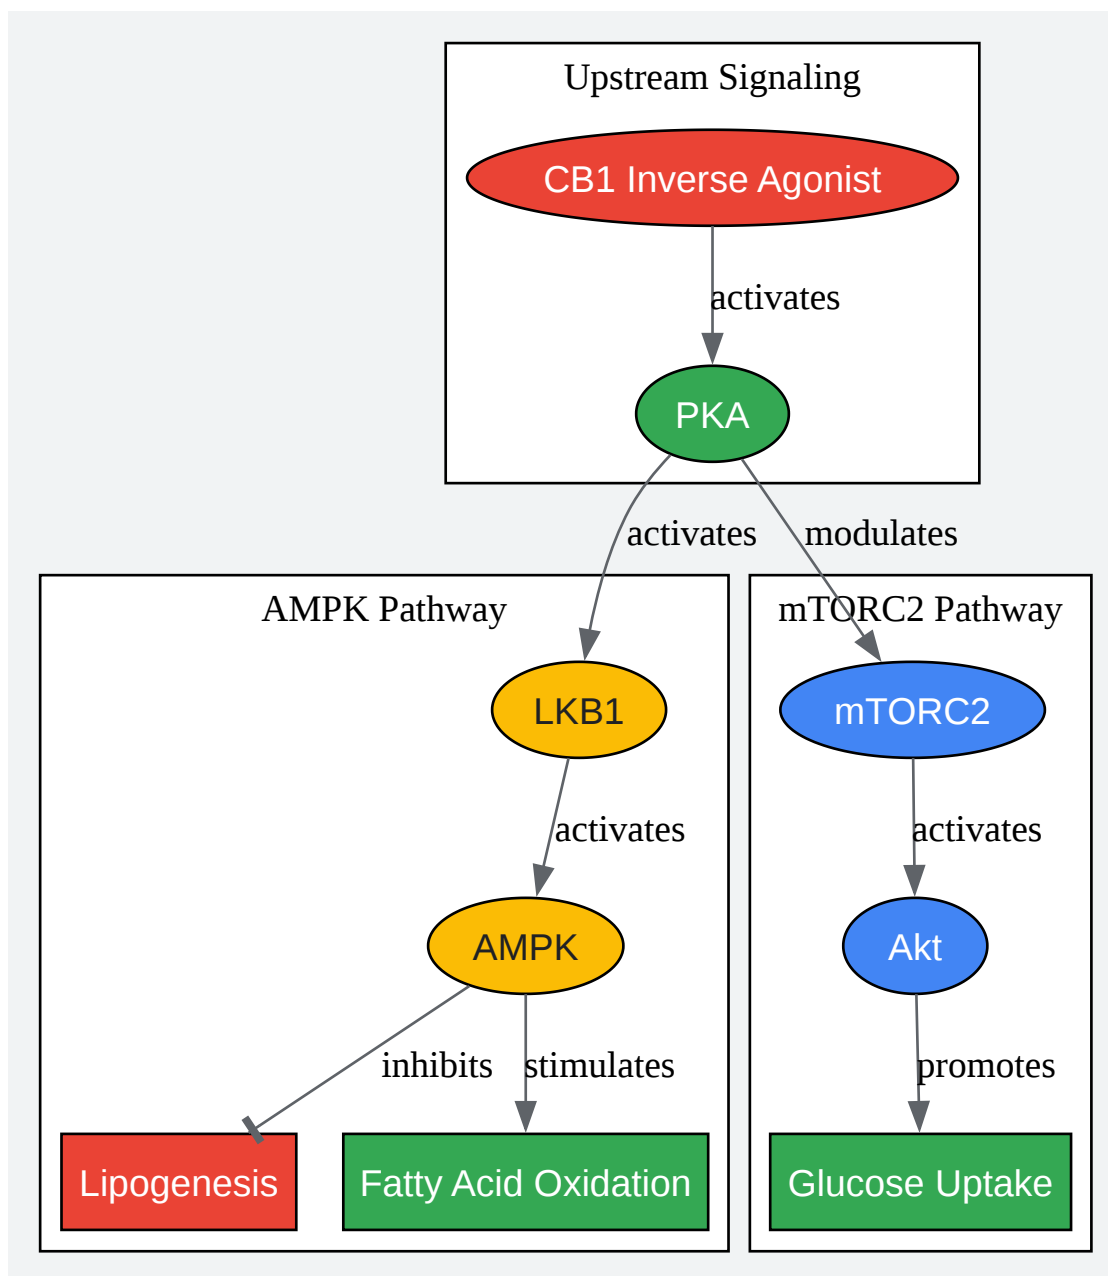 Upstream Signaling
CB1 Inverse Agonist
activates
PKA
activates
modulates
AMPK Pathway
mTORC2 Pathway
LKB1
mTORC2
activates
activates
AMPK
Akt
inhibits
stimulates
promotes
Lipogenesis
Fatty Acid Oxidation
Glucose Uptake